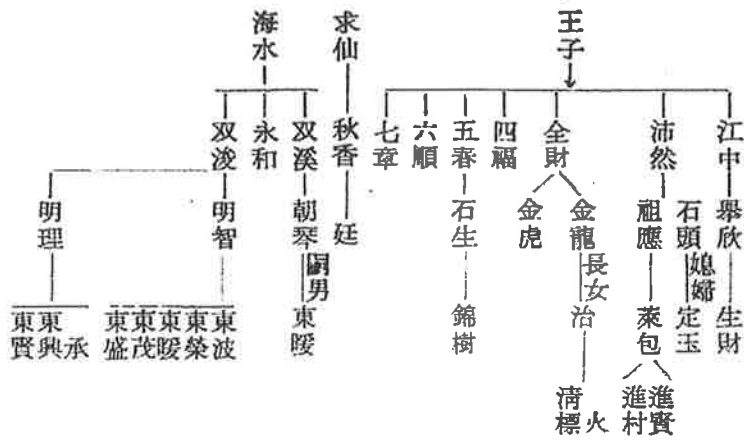 王子
江中
沛然
全財
四福
五春
六順
七章
舉欣
石頭
祖應
金龍
金虎
石生
生財
媳婦
定玉
萊包
長女
治
錦樹
進賢
進村
火
清標
求仙
秋香
廷
海水
双溪
永和
双浚
朝琴
明智
明理
嗣男
東暖
東波
東榮
東暖
東茂
東盛
承
東興
東賢